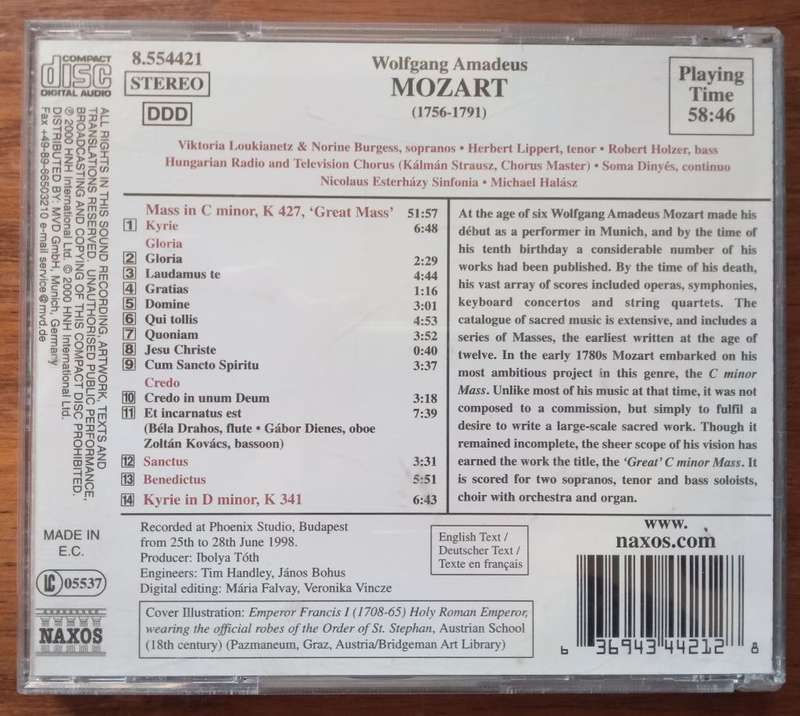 COMPACT
disc
DIGITAL AUDIO
8.554421
STEREO
DDD
Wolfgang Amadeus
MOZART
(1756-1791)
Playing
Time
58:46
Viktoria Loukianetz & Norine Burgess, sopranos • Herbert Lippert, tenor • Robert Holzer, bass
Hungarian Radio and Television Chorus (Kálmán Strausz, Chorus Master) • Soma Dinyés, continuo
Nicolaus Esterházy Sinfonia • Michael Halász
Mass in C minor, K 427, ‘Great Mass’ 51:57
1 Kyrie 6:48
Gloria
2 Gloria 2:29
3 Laudamus te 4:44
4 Gratias 1:16
5 Domine 3:01
6 Qui tollis 4:53
7 Quoniam 3:52
8 Jesu Christe 0:40
9 Cum Sancto Spiritu 3:37
Credo
10 Credo in unum Deum 3:18
11 Et incarnatus est 7:39
(Béla Drahos, flute • Gábor Dienes, oboe
Zoltán Kovács, bassoon)
12 Sanctus 3:31
13 Benedictus 5:51
14 Kyrie in D minor, K 341 6:43
At the age of six Wolfgang Amadeus Mozart made his
début as a performer in Munich, and by the time of
his tenth birthday a considerable number of his
works had been published. By the time of his death,
his vast array of scores included operas, symphonies,
keyboard concertos and string quartets. The
catalogue of sacred music is extensive, and includes a
series of Masses, the earliest written at the age of
twelve. In the early 1780s Mozart embarked on his
most ambitious project in this genre, the C minor
Mass. Unlike most of his music at that time, it was not
composed to a commission, but simply to fulfil a
desire to write a large-scale sacred work. Though it
remained incomplete, the sheer scope of his vision has
earned the work the title, the ‘Great’ C minor Mass. It
is scored for two sopranos, tenor and bass soloists,
choir with orchestra and organ.
Recorded at Phoenix Studio, Budapest
from 25th to 28th June 1998.
Producer: Ibolya Tóth
Engineers: Tim Handley, János Bohus
Digital editing: Mária Falvay, Veronika Vincze
English Text /
Deutscher Text /
Texte en français
www.
naxos.com
Cover Illustration: Emperor Francis I (1708-65) Holy Roman Emperor,
wearing the official robes of the Order of St. Stephan, Austrian School
(18th century) (Pazmaneum, Graz, Austria/Bridgeman Art Library)
6 36943 44212 8
ALL RIGHTS IN THIS SOUND RECORDING, ARTWORK, TEXTS AND
TRANSLATIONS RESERVED. UNAUTHORISED PUBLIC PERFORMANCE,
BROADCASTING AND COPYING OF THIS COMPACT DISC PROHIBITED.
℗ 2000 HNH International Ltd. © 2000 HNH International Ltd.
DISTRIBUTED BY: MVD GmbH, Munich, Germany
Fax +49-89-66503210 e-mail service@mvd.de
MADE IN
E.C.
LC 05537
NAXOS